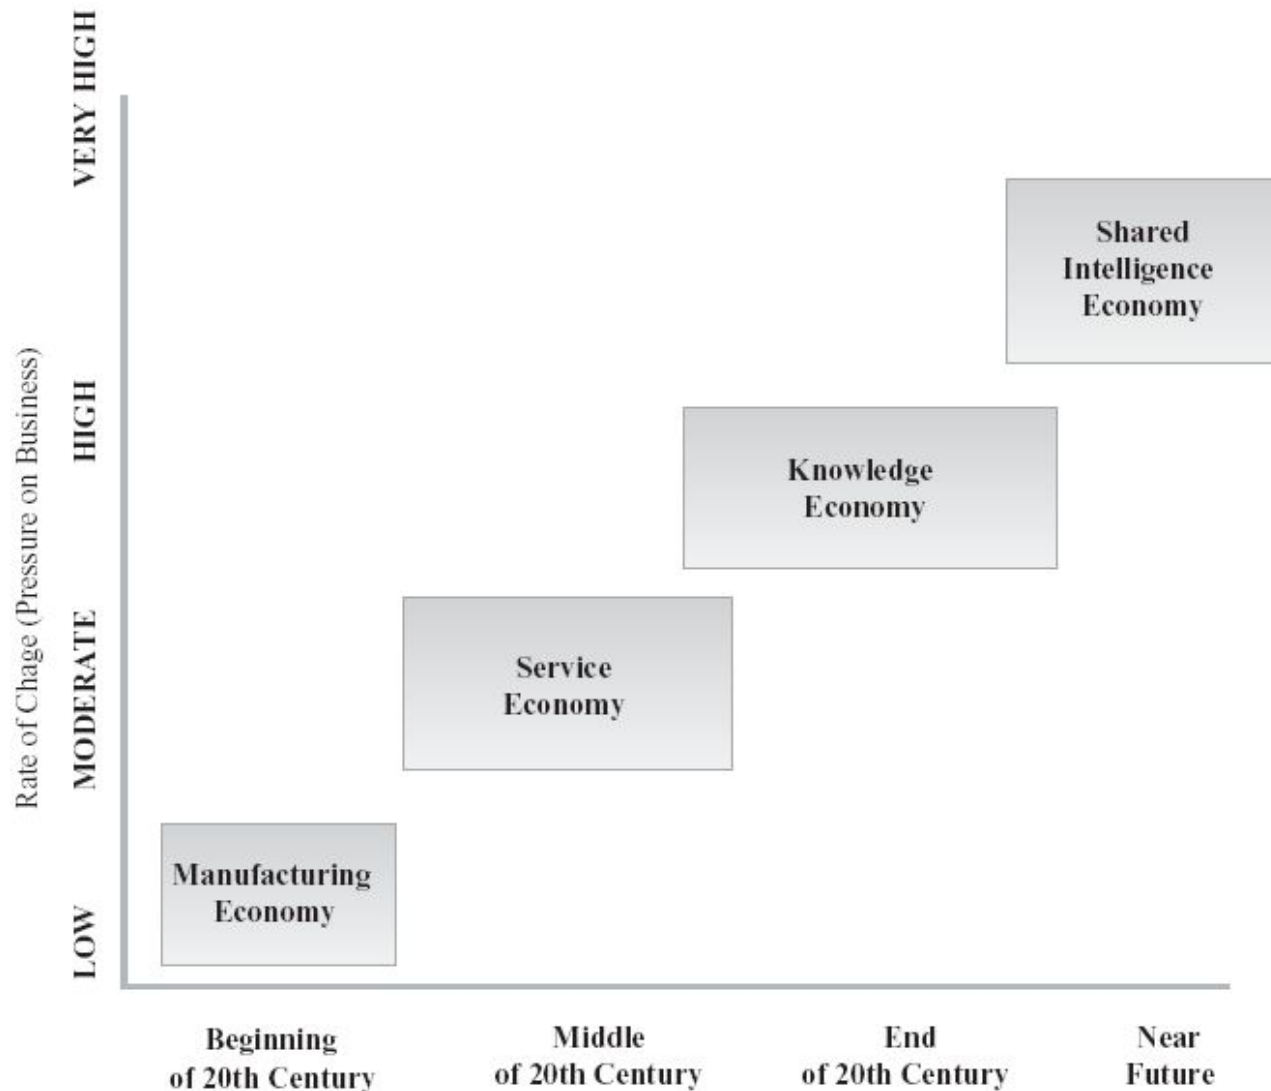 VERY HIGH
HIGH
MODERATE
LOW
Rate of Chage (Pressure on Business)
Shared
Intelligence
Economy
Knowledge
Economy
Service
Economy
Manufacturing
Economy
Beginning
of 20th Century
Middle
of 20th Century
End
of 20th Century
Near
Future